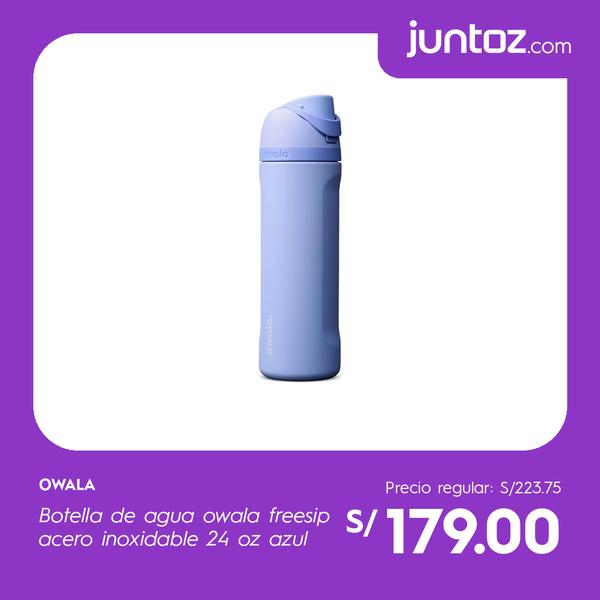 juntoz.com
owala
owala.
OWALA
Precio regular: S/223.75
Botella de agua owala freesip
acero inoxidable 24 oz azul
S/179.00